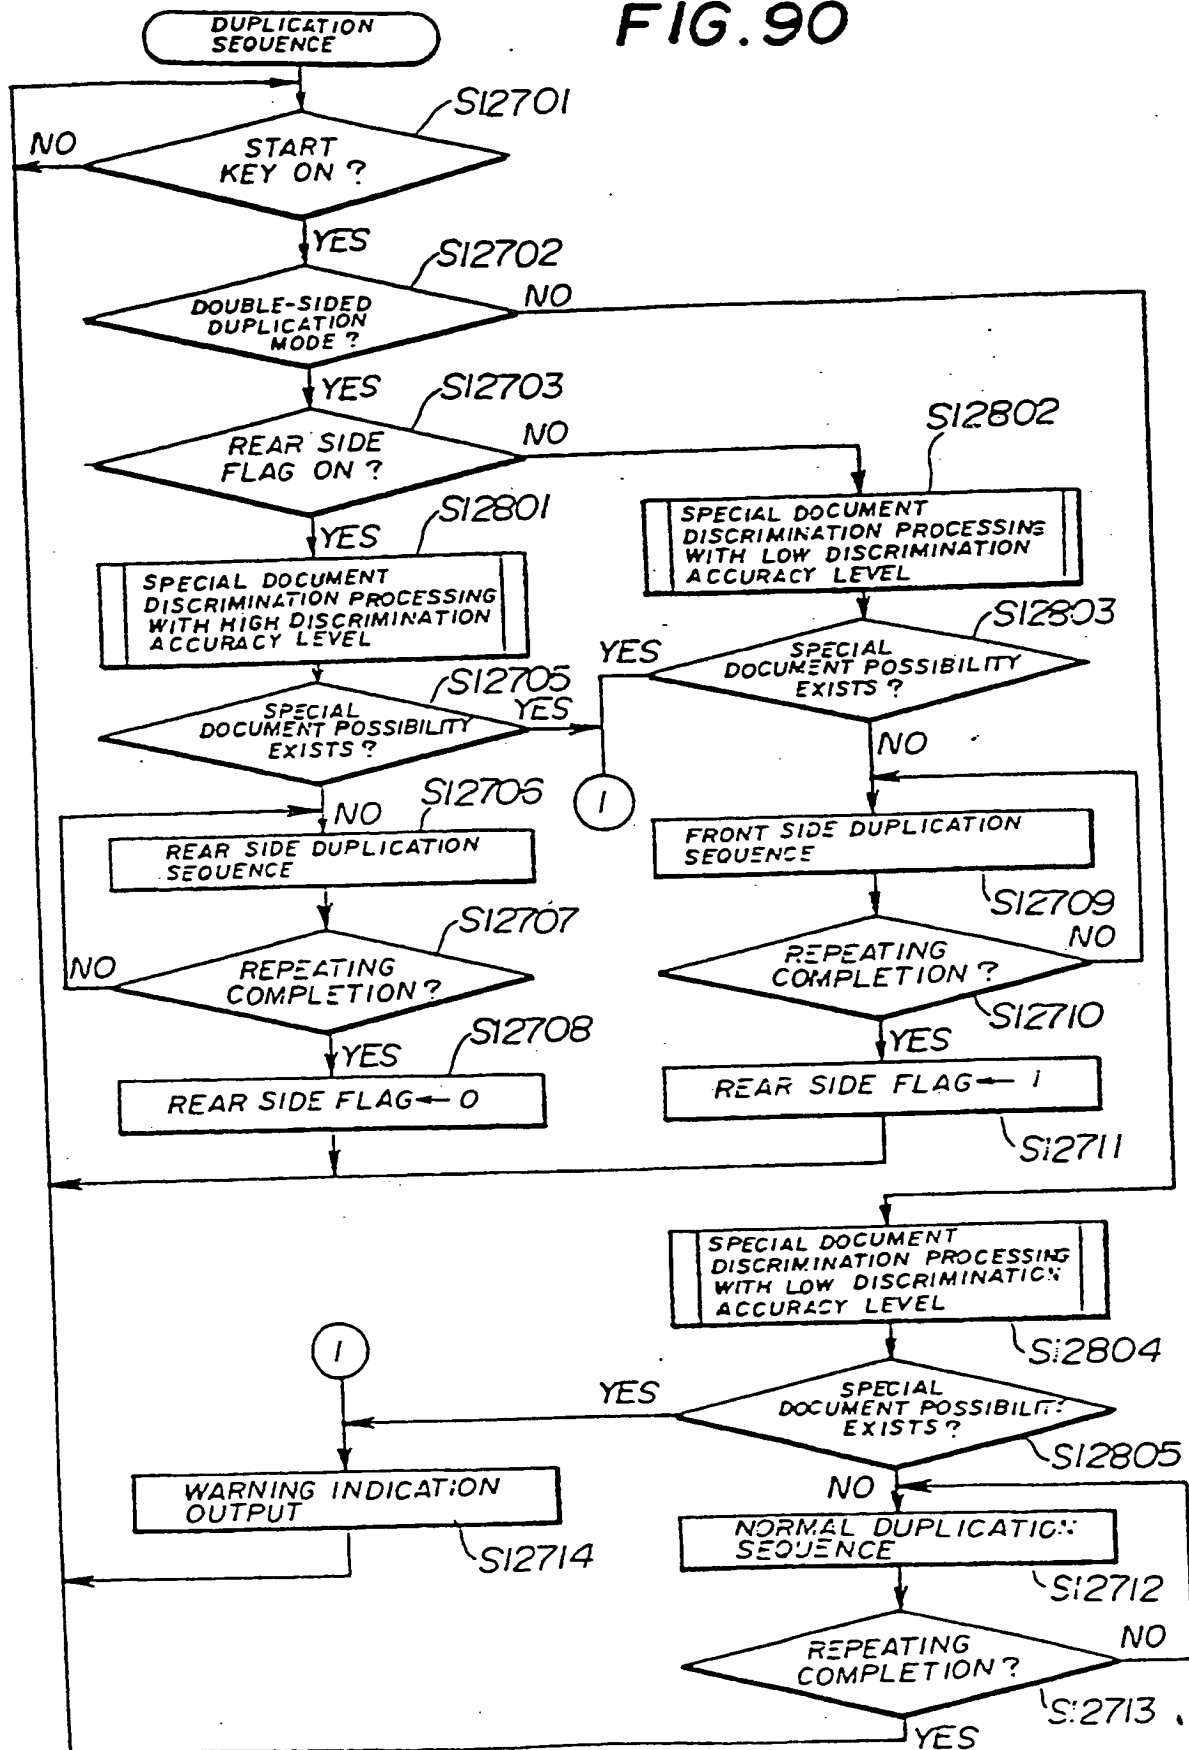 FIG.90
DUPLICATION
SEQUENCE
S12701
NO
START
KEY ON ?
YES
S12702
NO
DOUBLE-SIDED
DUPLICATION
MODE ?
YES
S12703
NO
REAR SIDE
FLAG ON ?
YES
S12801
SPECIAL DOCUMENT
DISCRIMINATION PROCESSING
WITH HIGH DISCRIMINATION
ACCURACY LEVEL
S12802
SPECIAL DOCUMENT
DISCRIMINATION PROCESSING
WITH LOW DISCRIMINATION
ACCURACY LEVEL
S12803
YES
SPECIAL
DOCUMENT POSSIBILITY
EXISTS ?
NO
S12705
YES
SPECIAL
DOCUMENT POSSIBILITY
EXISTS ?
1
NO
S12706
REAR SIDE DUPLICATION
SEQUENCE
FRONT SIDE DUPLICATION
SEQUENCE
S12709
S12707
NO
REPEATING
COMPLETION ?
NO
REPEATING
COMPLETION ?
S12710
YES
S12708
REAR SIDE FLAG ← 0
YES
REAR SIDE FLAG ← 1
S12711
SPECIAL DOCUMENT
DISCRIMINATION PROCESSING
WITH LOW DISCRIMINATION
ACCURACY LEVEL
S12804
1
YES
SPECIAL
DOCUMENT POSSIBILITY
EXISTS ?
S12805
NO
WARNING INDICATION
OUTPUT
S12714
NORMAL DUPLICATION
SEQUENCE
S12712
REPEATING
COMPLETION ?
NO
S12713
YES